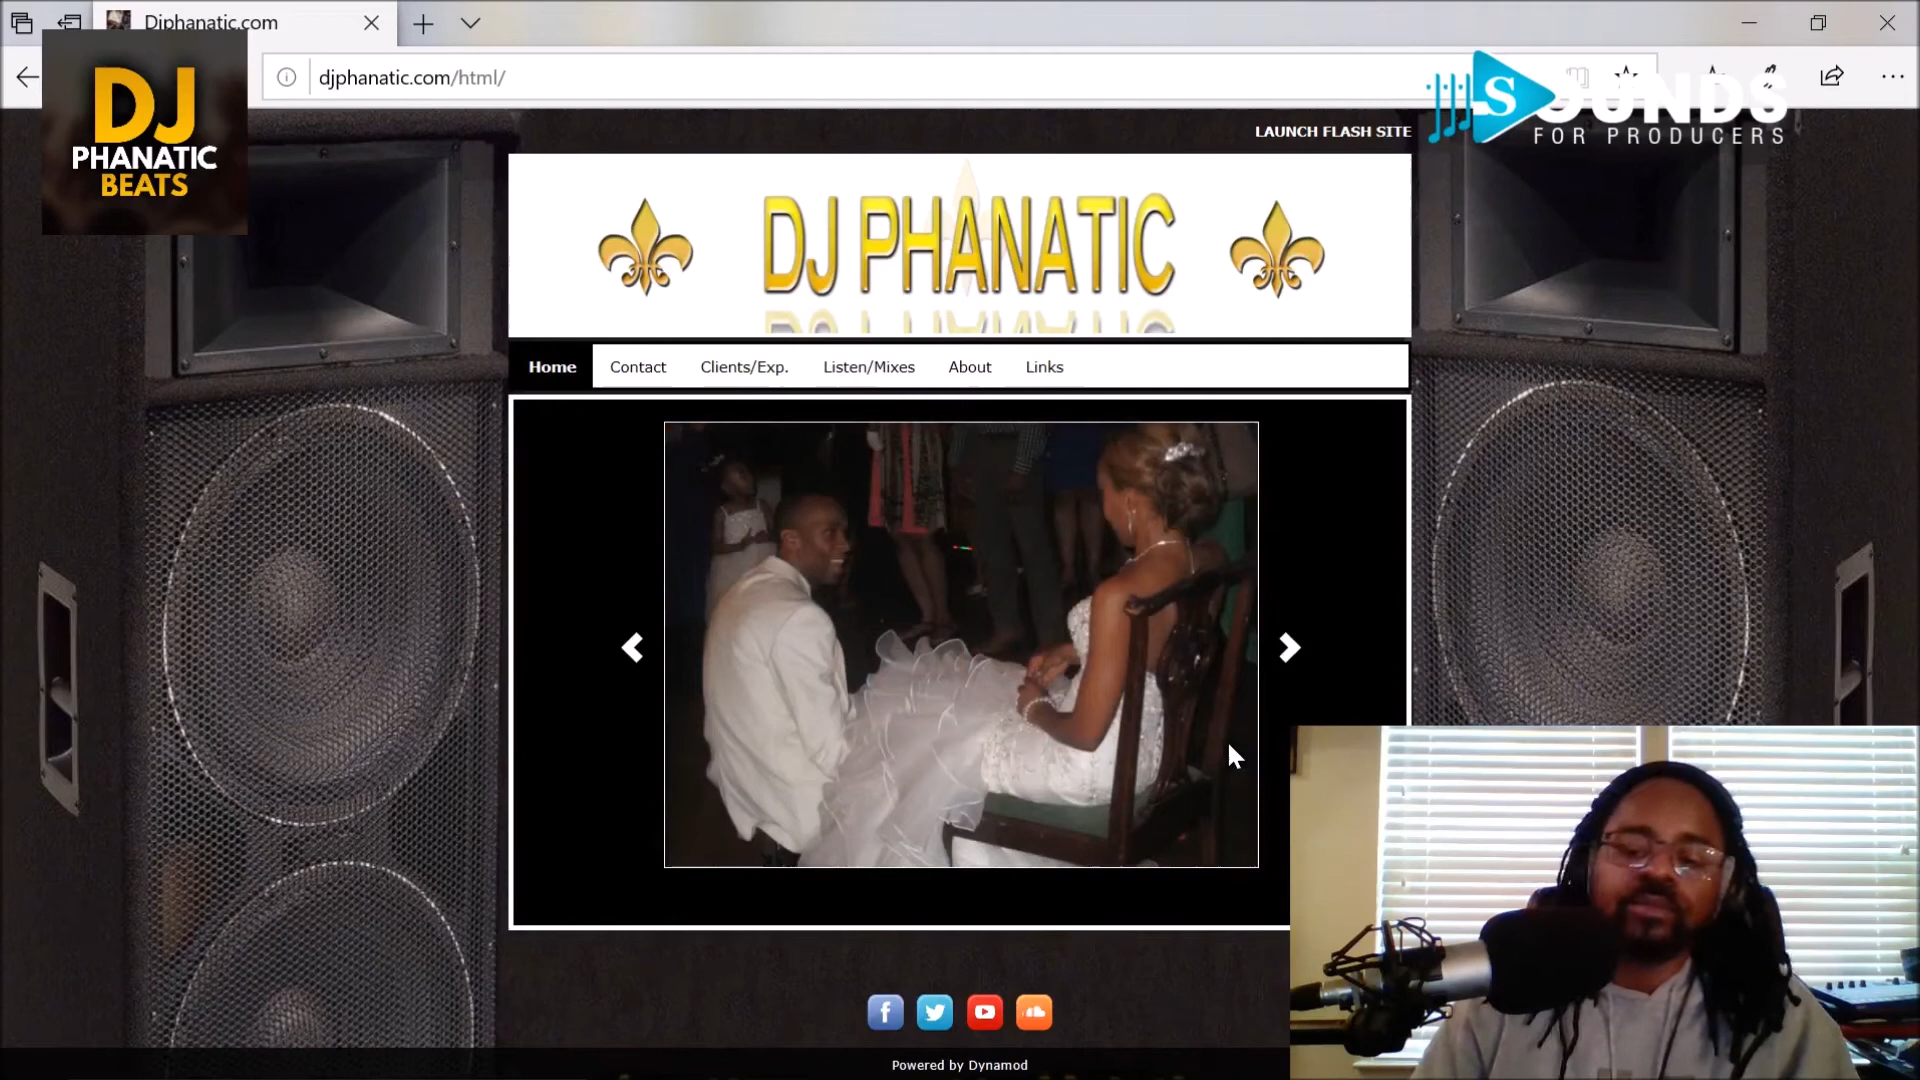 Djphanatic.com
djphanatic.com/html/
DJ
PHANATIC
BEATS
SOUNDS
FOR PRODUCERS
LAUNCH FLASH SITE
DJ PHANATIC
Home Contact Clients/Exp. Listen/Mixes About Links
Powered by Dynamod